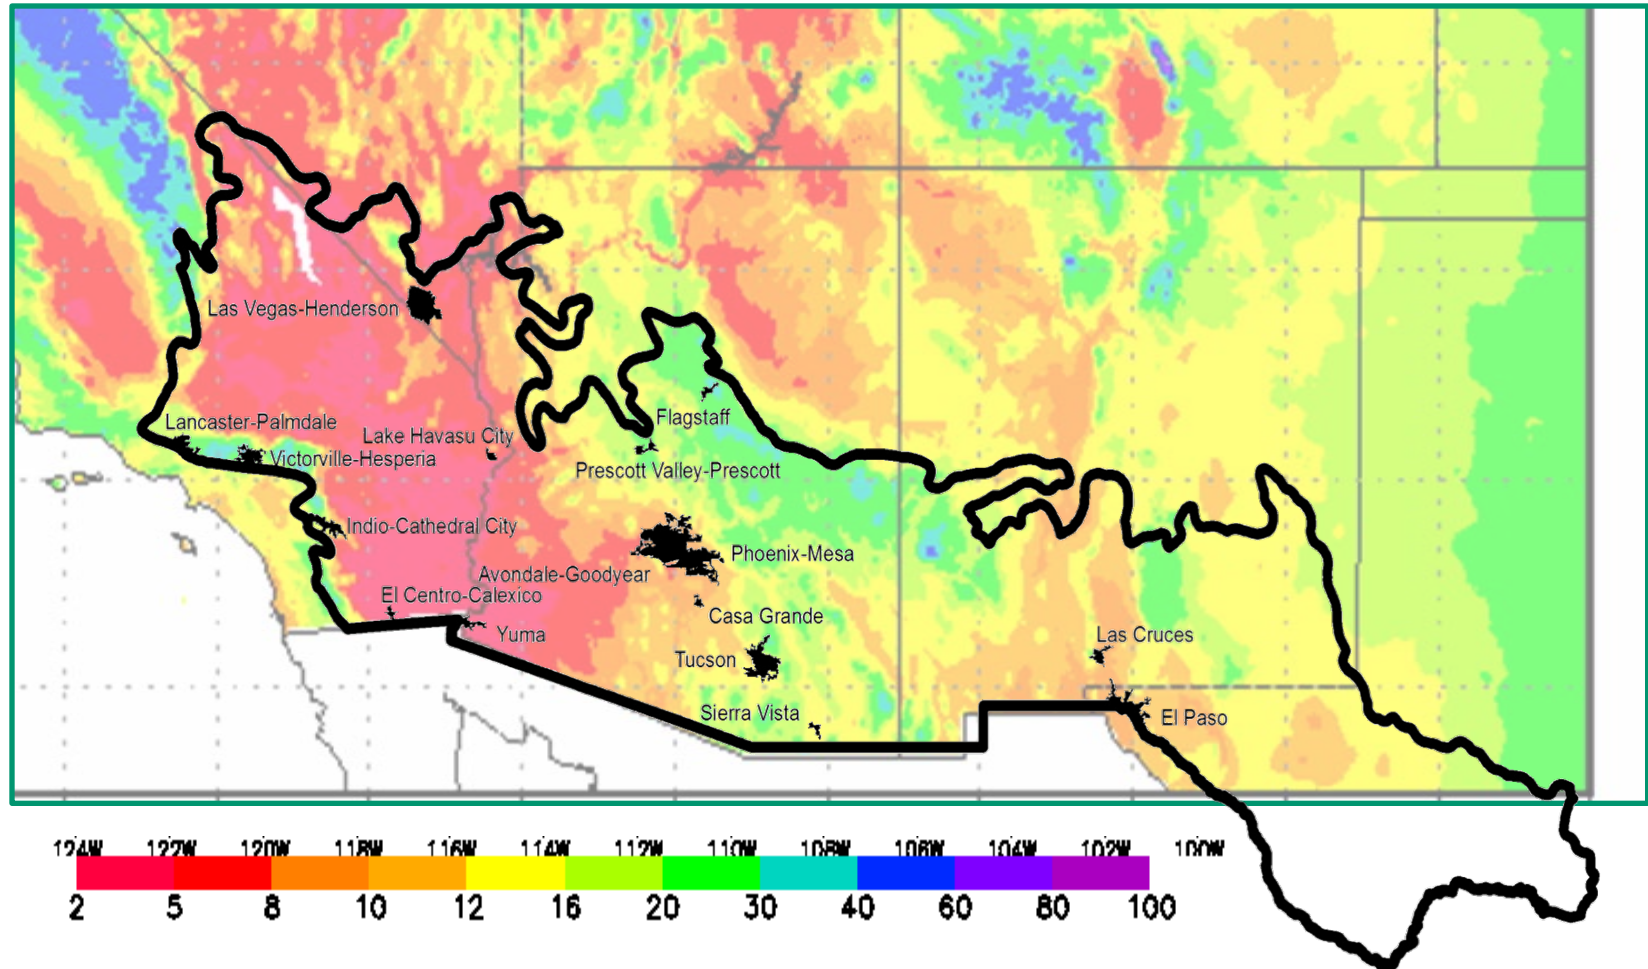 Las Vegas-Henderson
Lancaster-Palmdale
Lake Havasu City
Victorville-Hesperia
Flagstaff
Prescott Valley-Prescott
Indio-Cathedral City
Phoenix-Mesa
Avondale-Goodyear
El Centro-Calexico
Casa Grande
Yuma
Las Cruces
Tucson
Sierra Vista
El Paso
124W 122W 120W 118W 116W 114W 112W 110W 108W 106W 104W 102W 100W
2 5 8 10 12 16 20 30 40 60 80 100